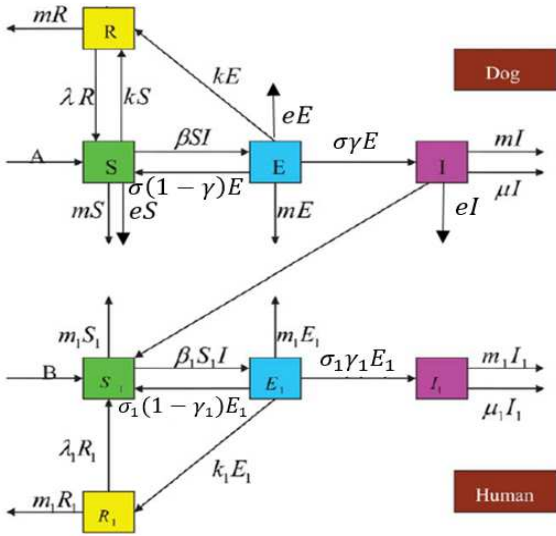 mR
R
kE
Dog
λR
kS
eE
A
S
βSI
E
σγE
I
mI
σ(1 − γ)E
μI
mS
eS
mE
eI
m₁S₁
m₁E₁
B
S₁
β₁S₁I
E₁
σ₁γ₁E₁
I₁
m₁I₁
σ₁(1 − γ₁)E₁
μ₁I₁
λ₁R₁
k₁E₁
m₁R₁
R₁
Human